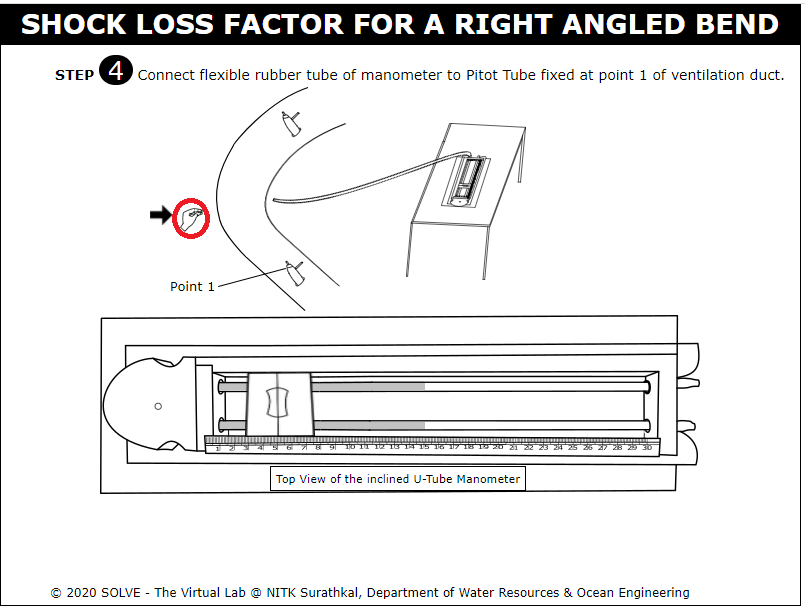 SHOCK LOSS FACTOR FOR A RIGHT ANGLED BEND
STEP 4 Connect flexible rubber tube of manometer to Pitot Tube fixed at point 1 of ventilation duct.
Point 1
1 2 3 4 5 6 7 8 9 10 11 12 13 14 15 16 17 18 19 20 21 22 23 24 25 26 27 28 29 30
Top View of the inclined U-Tube Manometer
© 2020 SOLVE - The Virtual Lab @ NITK Surathkal, Department of Water Resources & Ocean Engineering